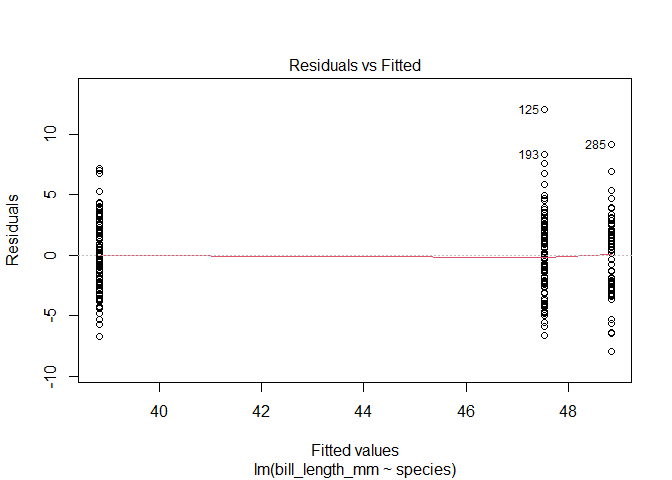 Residuals vs Fitted
125
193
285
10
5
0
-5
-10
Residuals
40 42 44 46 48
Fitted values
lm(bill_length_mm ~ species)